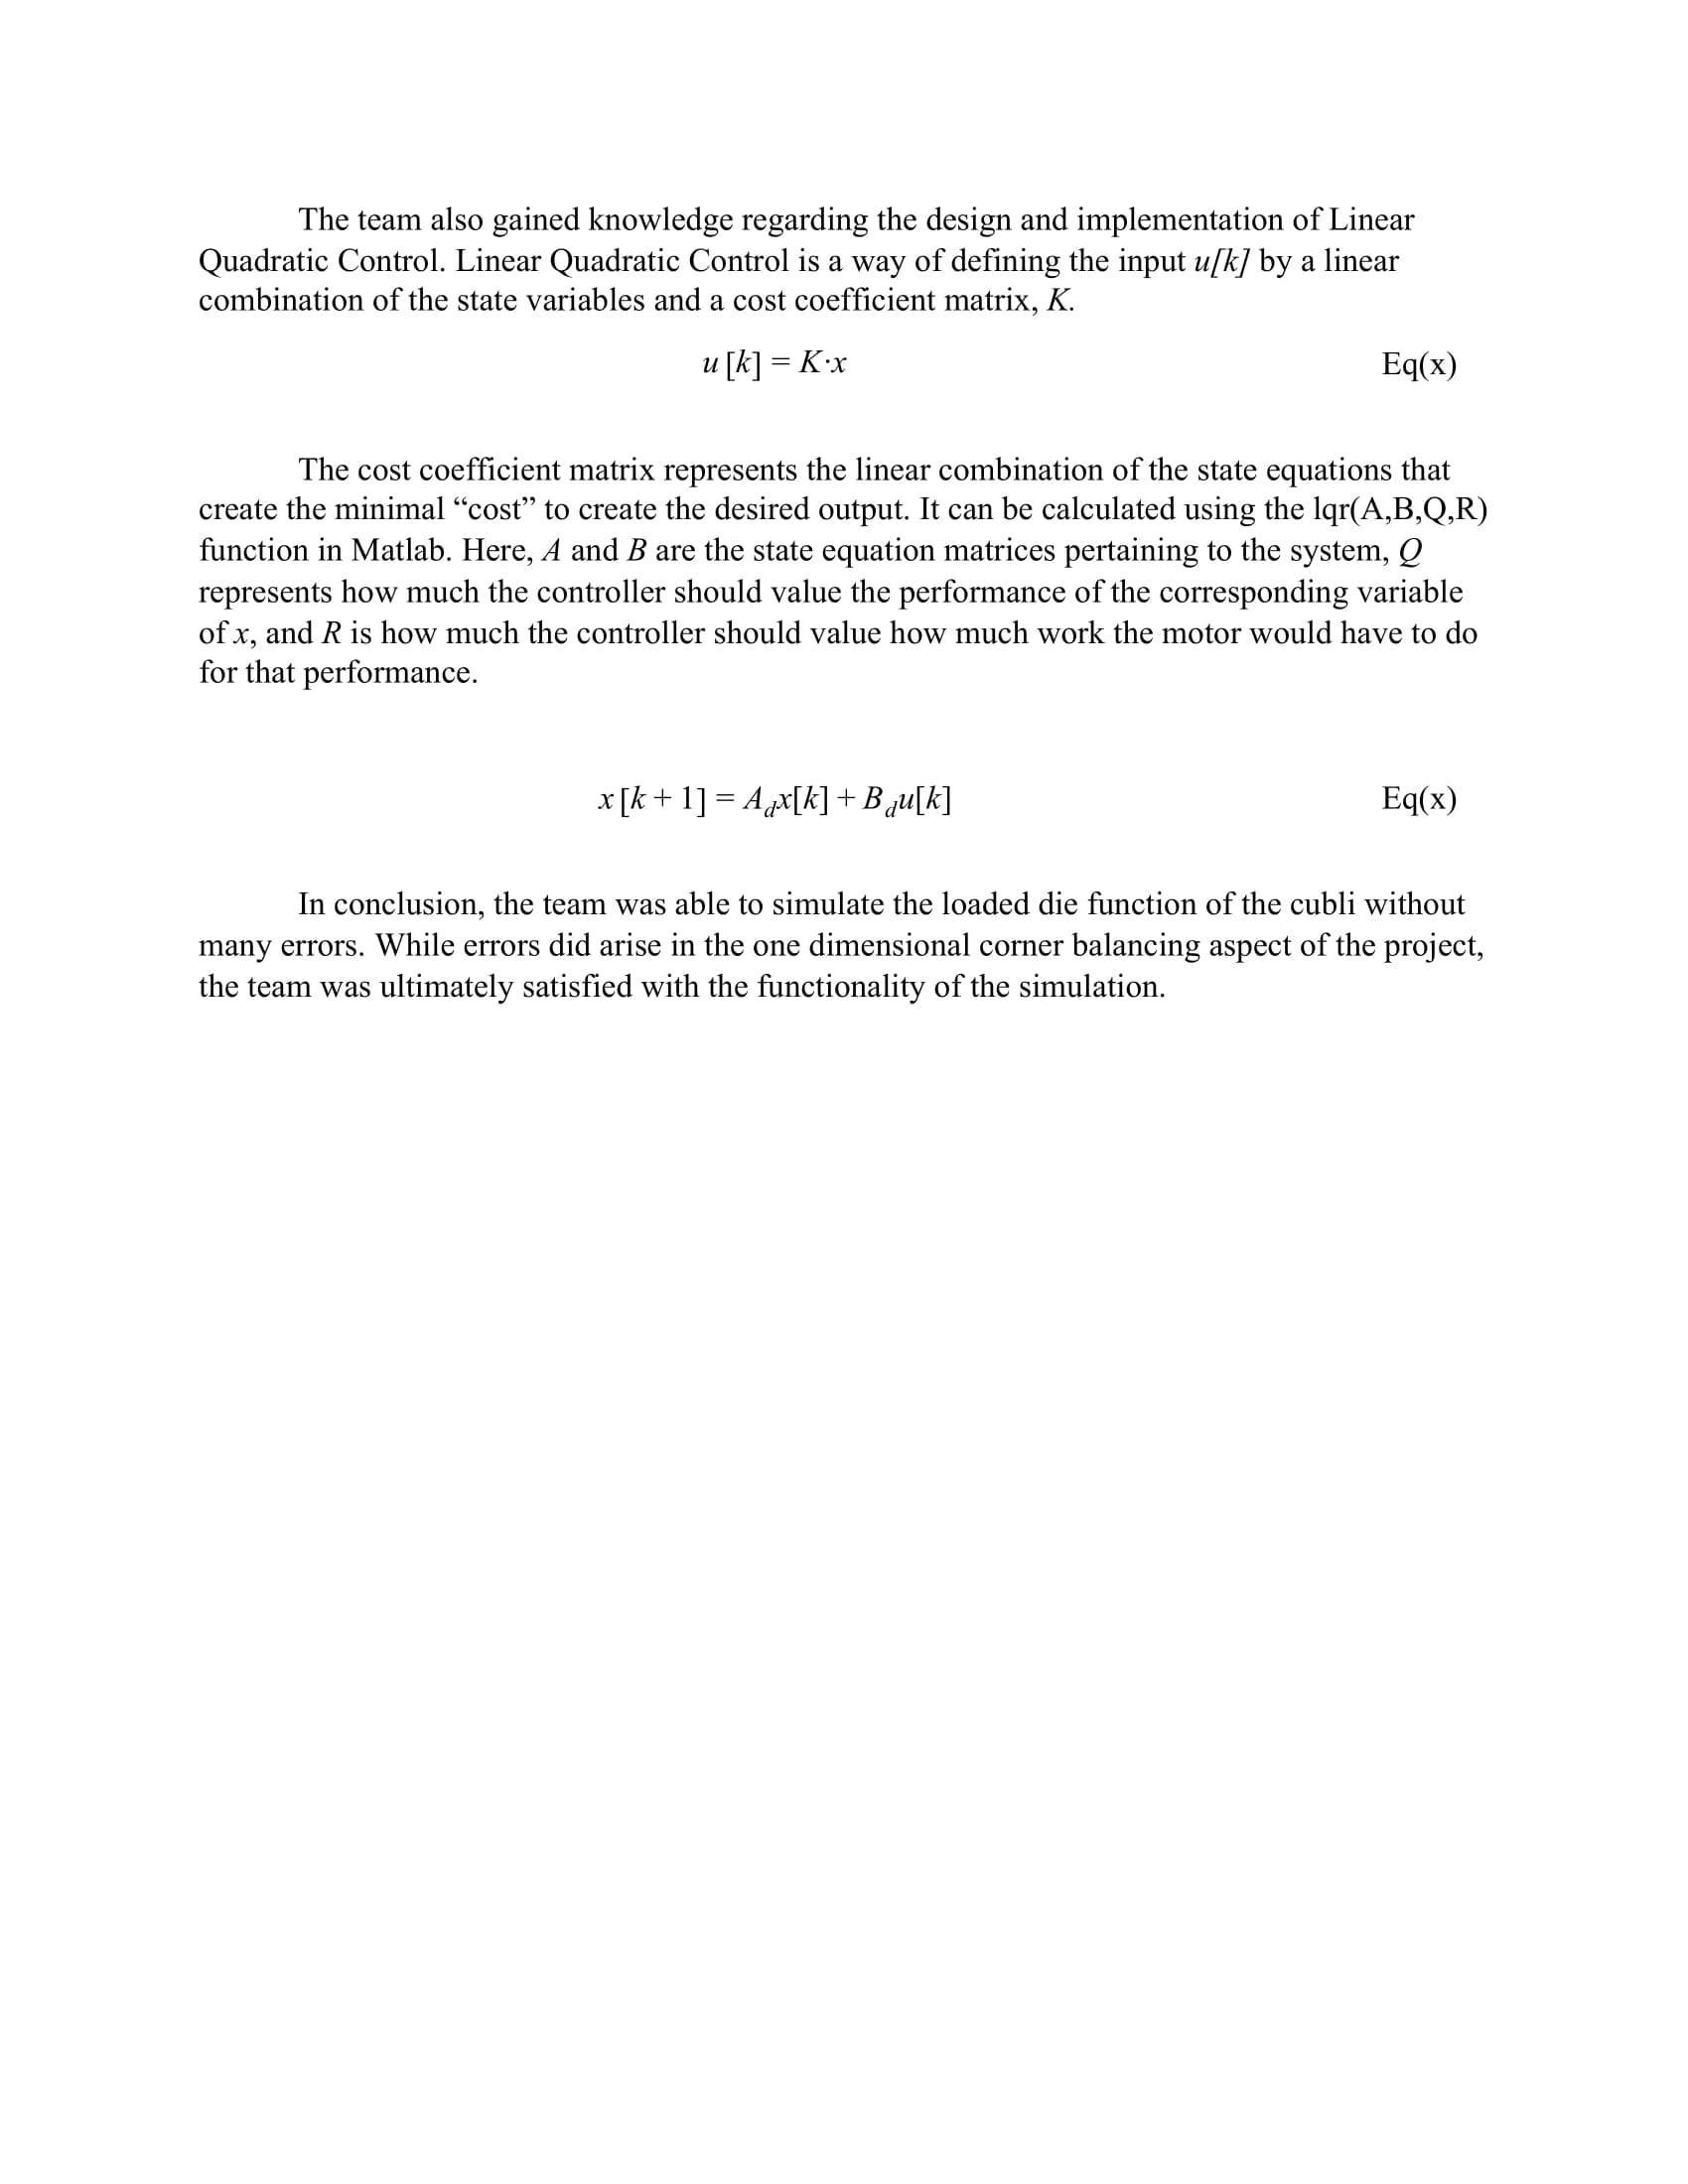 The team also gained knowledge regarding the design and implementation of Linear
Quadratic Control. Linear Quadratic Control is a way of defining the input u[k] by a linear
combination of the state variables and a cost coefficient matrix, K.
u [k] = K·x Eq(x)
The cost coefficient matrix represents the linear combination of the state equations that
create the minimal “cost” to create the desired output. It can be calculated using the lqr(A,B,Q,R)
function in Matlab. Here, A and B are the state equation matrices pertaining to the system, Q
represents how much the controller should value the performance of the corresponding variable
of x, and R is how much the controller should value how much work the motor would have to do
for that performance.
x [k + 1] = A_d x[k] + B_d u[k] Eq(x)
In conclusion, the team was able to simulate the loaded die function of the cubli without
many errors. While errors did arise in the one dimensional corner balancing aspect of the project,
the team was ultimately satisfied with the functionality of the simulation.